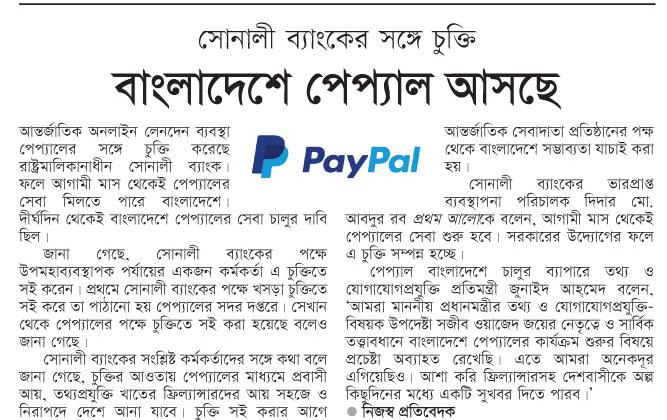 সোনালী ব্যাংকের সঙ্গে চুক্তি
বাংলাদেশে পেপ্যাল আসছে
আন্তর্জাতিক অনলাইন লেনদেন ব্যবস্থা
পেপ্যালের সঙ্গে চুক্তি করেছে
রাষ্ট্রমালিকানাধীন সোনালী ব্যাংক।
ফলে আগামী মাস থেকেই পেপ্যালের
সেবা মিলতে পারে বাংলাদেশে।
দীর্ঘদিন থেকেই বাংলাদেশে পেপ্যালের সেবা চালুর দাবি
ছিল।
জানা গেছে, সোনালী ব্যাংকের পক্ষে
উপমহাব্যবস্থাপক পর্যায়ের একজন কর্মকর্তা এ চুক্তিতে
সই করেন। প্রথমে সোনালী ব্যাংকের পক্ষে খসড়া চুক্তিতে
সই করে তা পাঠানো হয় পেপ্যালের সদর দপ্তরে। সেখান
থেকে পেপ্যালের পক্ষে চুক্তিতে সই করা হয়েছে বলেও
জানা গেছে।
সোনালী ব্যাংকের সংশ্লিষ্ট কর্মকর্তাদের সঙ্গে কথা বলে
জানা গেছে, চুক্তির আওতায় পেপ্যালের মাধ্যমে প্রবাসী
আয়, তথ্যপ্রযুক্তি খাতের ফ্রিল্যান্সারদের আয় সহজে ও
নিরাপদে দেশে আনা যাবে। চুক্তি সই করার আগে
PayPal
আন্তর্জাতিক সেবাদাতা প্রতিষ্ঠানের পক্ষ
থেকে বাংলাদেশে সম্ভাব্যতা যাচাই করা
হয়।
সোনালী ব্যাংকের ভারপ্রাপ্ত
ব্যবস্থাপনা পরিচালক দিদার মো.
আবদুর রব প্রথম আলোকে বলেন, আগামী মাস থেকেই
পেপ্যালের সেবা শুরু হবে। সরকারের উদ্যোগের ফলে
এ চুক্তি সম্পন্ন হচ্ছে।
পেপ্যাল বাংলাদেশে চালুর ব্যাপারে তথ্য ও
যোগাযোগপ্রযুক্তি প্রতিমন্ত্রী জুনাইদ আহ্‌মেদ বলেন,
'আমরা মাননীয় প্রধানমন্ত্রীর তথ্য ও যোগাযোগপ্রযুক্তি-
বিষয়ক উপদেষ্টা সজীব ওয়াজেদ জয়ের নেতৃত্বে ও সার্বিক
তত্ত্বাবধানে বাংলাদেশে পেপ্যালের কার্যক্রম শুরুর বিষয়ে
প্রচেষ্টা অব্যাহত রেখেছি। এতে আমরা অনেকদূর
এগিয়েছিও। আশা করি ফ্রিল্যান্সারসহ দেশবাসীকে অল্প
কিছুদিনের মধ্যে একটি সুখবর দিতে পারব।'
● নিজস্ব প্রতিবেদক